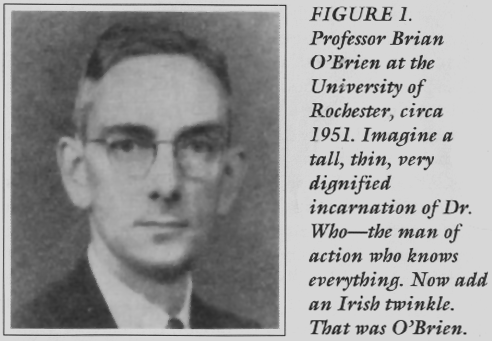 FIGURE 1.
Professor Brian
O'Brien at the
University of
Rochester, circa
1951. Imagine a
tall, thin, very
dignified
incarnation of Dr.
Who—the man of
action who knows
everything. Now add
an Irish twinkle.
That was O'Brien.